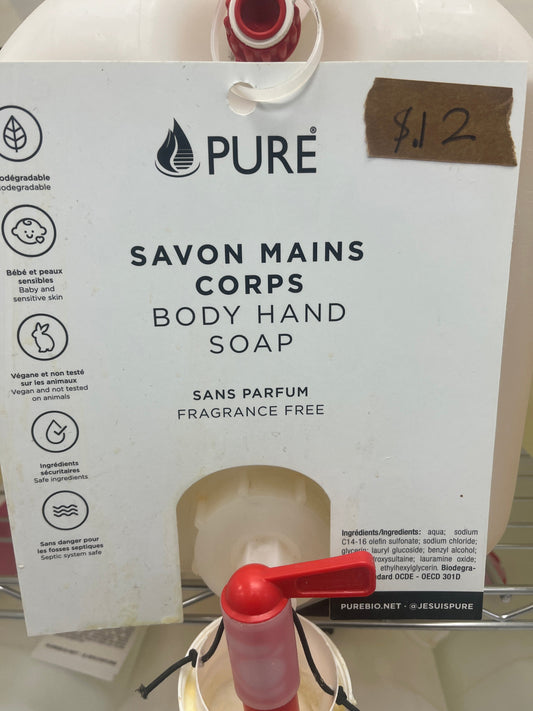 $.12
PURE®
odégradable
odegradable
Bébé et peaux
sensibles
Baby and
sensitive skin
Végane et non testé
sur les animaux
Vegan and not tested
on animals
Ingrédients
sécuritaires
Safe ingredients
Sans danger pour
les fosses septiques
Septic system safe
SAVON MAINS
CORPS
BODY HAND
SOAP
SANS PARFUM
FRAGRANCE FREE
Ingrédients/Ingredients: aqua; sodium
C14-16 olefin sulfonate; sodium chloride;
glycerin; lauryl glucoside; benzyl alcohol;
hydroxysultaine; lauramine oxide;
ethylhexylglycerin. Biodegra-
dard OCDE - OECD 301D
PUREBIO.NET · @JESUISPURE